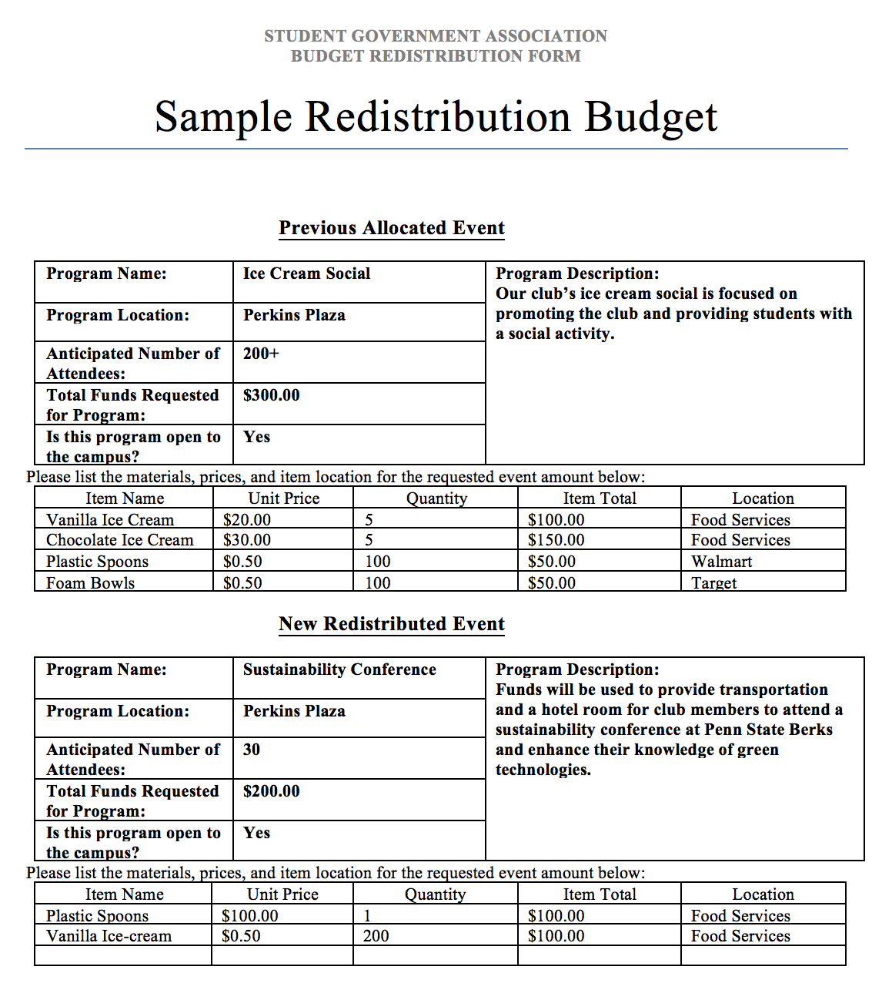 STUDENT GOVERNMENT ASSOCIATION
BUDGET REDISTRIBUTION FORM
Sample Redistribution Budget
Previous Allocated Event
Program Name: Ice Cream Social
Program Location: Perkins Plaza
Anticipated Number of Attendees: 200+
Total Funds Requested for Program: $300.00
Is this program open to the campus? Yes
Program Description:
Our club's ice cream social is focused on
promoting the club and providing students with
a social activity.
Please list the materials, prices, and item location for the requested event amount below:
Item Name Unit Price Quantity Item Total Location
Vanilla Ice Cream $20.00 5 $100.00 Food Services
Chocolate Ice Cream $30.00 5 $150.00 Food Services
Plastic Spoons $0.50 100 $50.00 Walmart
Foam Bowls $0.50 100 $50.00 Target
New Redistributed Event
Program Name: Sustainability Conference
Program Location: Perkins Plaza
Anticipated Number of Attendees: 30
Total Funds Requested for Program: $200.00
Is this program open to the campus? Yes
Program Description:
Funds will be used to provide transportation
and a hotel room for club members to attend a
sustainability conference at Penn State Berks
and enhance their knowledge of green
technologies.
Please list the materials, prices, and item location for the requested event amount below:
Item Name Unit Price Quantity Item Total Location
Plastic Spoons $100.00 1 $100.00 Food Services
Vanilla Ice-cream $0.50 200 $100.00 Food Services